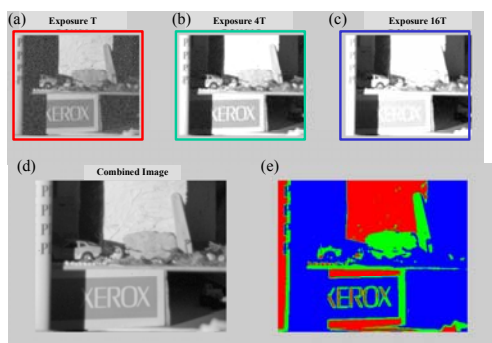 (a) Exposure T (b) Exposure 4T (c) Exposure 16T
XEROX XEROX XEROX
(d) Combined Image (e)
P P
P P
P P
P P
XEROX XEROX